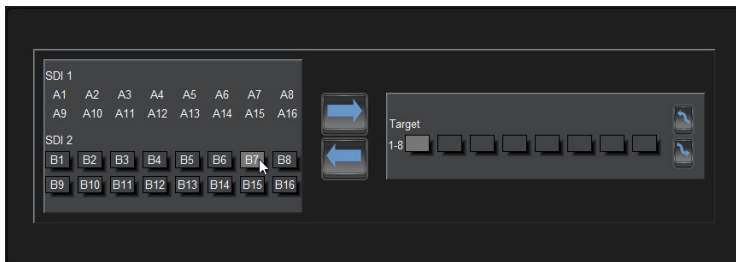 SDI 1
A1 A2 A3 A4 A5 A6 A7 A8
A9 A10 A11 A12 A13 A14 A15 A16
SDI 2
B1 B2 B3 B4 B5 B6 B7 B8
B9 B10 B11 B12 B13 B14 B15 B16
Target
1-8